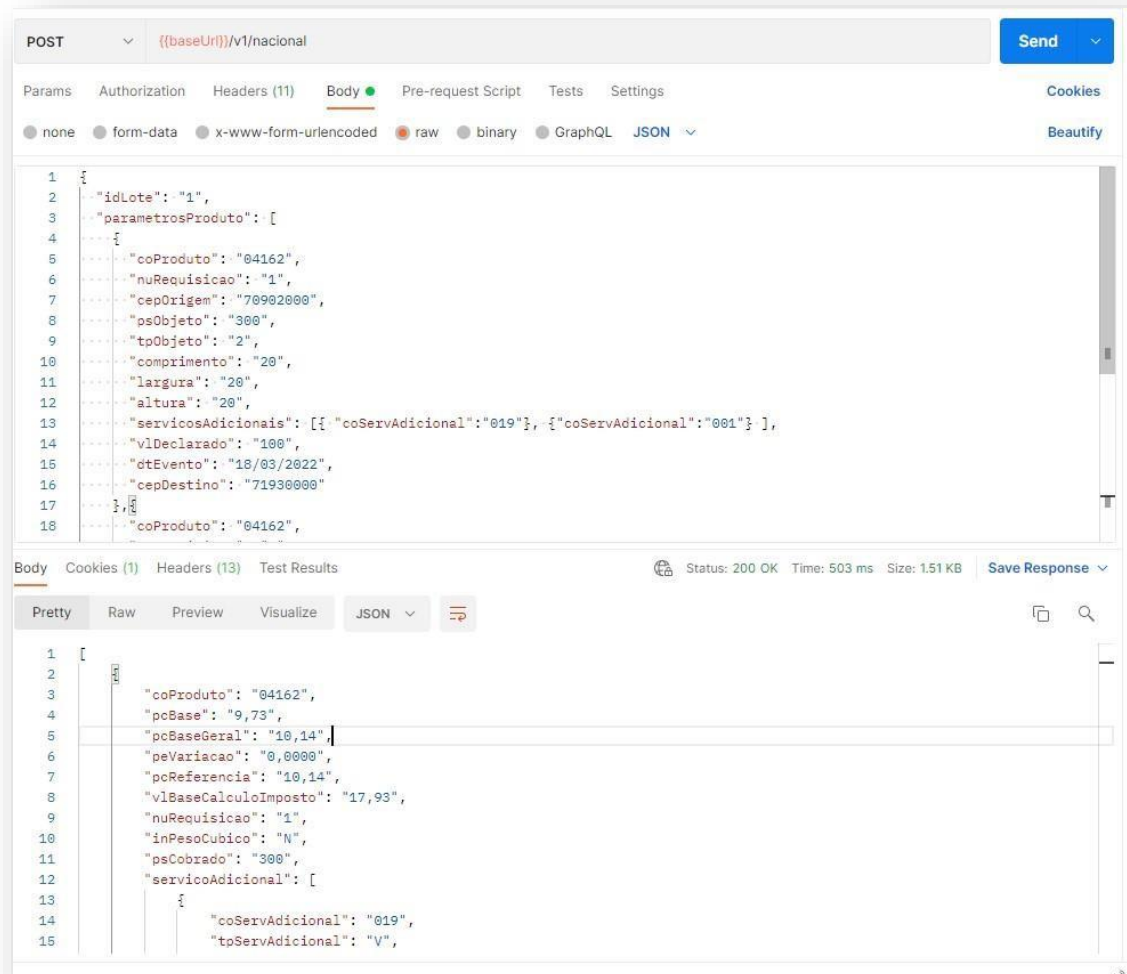 POST {{baseUrl}}/v1/nacional Send
Params Authorization Headers (11) Body Pre-request Script Tests Settings Cookies
none form-data x-www-form-urlencoded raw binary GraphQL JSON Beautify
1 {
2 "idLote": "1",
3 "parametrosProduto": [
4 {
5 "coProduto": "04162",
6 "nuRequisicao": "1",
7 "cepOrigem": "70902000",
8 "psObjeto": "300",
9 "tpObjeto": "2",
10 "comprimento": "20",
11 "largura": "20",
12 "altura": "20",
13 "servicosAdicionais": [{ "coServAdicional":"019"}, {"coServAdicional":"001"} ],
14 "vlDeclarado": "100",
15 "dtEvento": "18/03/2022",
16 "cepDestino": "71930000"
17 },{
18 "coProduto": "04162",
Body Cookies (1) Headers (13) Test Results Status: 200 OK Time: 503 ms Size: 1.51 KB Save Response
Pretty Raw Preview Visualize JSON
1 [
2 {
3 "coProduto": "04162",
4 "pcBase": "9,73",
5 "pcBaseGeral": "10,14",
6 "peVariacao": "0,0000",
7 "pcReferencia": "10,14",
8 "vlBaseCalculoImposto": "17,93",
9 "nuRequisicao": "1",
10 "inPesoCubico": "N",
11 "psCobrado": "300",
12 "servicoAdicional": [
13 {
14 "coServAdicional": "019",
15 "tpServAdicional": "V",